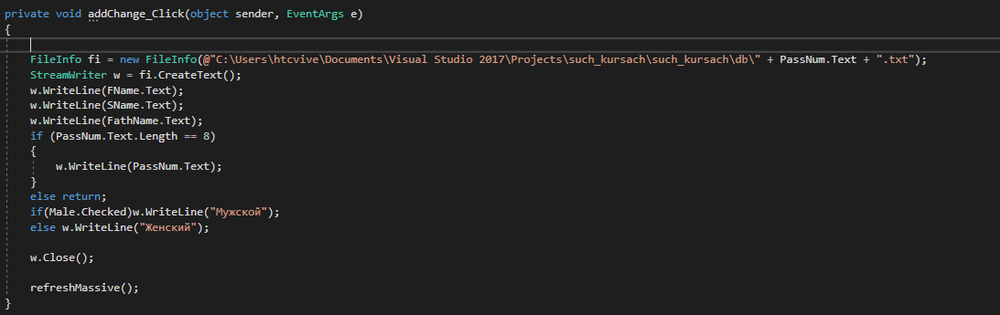 private void addChange_Click(object sender, EventArgs e)
{
FileInfo fi = new FileInfo(@"C:\Users\htcvive\Documents\Visual Studio 2017\Projects\such_kursach\such_kursach\db\" + PassNum.Text + ".txt");
StreamWriter w = fi.CreateText();
w.WriteLine(FName.Text);
w.WriteLine(SName.Text);
w.WriteLine(FathName.Text);
if (PassNum.Text.Length == 8)
{
w.WriteLine(PassNum.Text);
}
else return;
if(Male.Checked)w.WriteLine("Мужской");
else w.WriteLine("Женский");
w.Close();
refreshMassive();
}